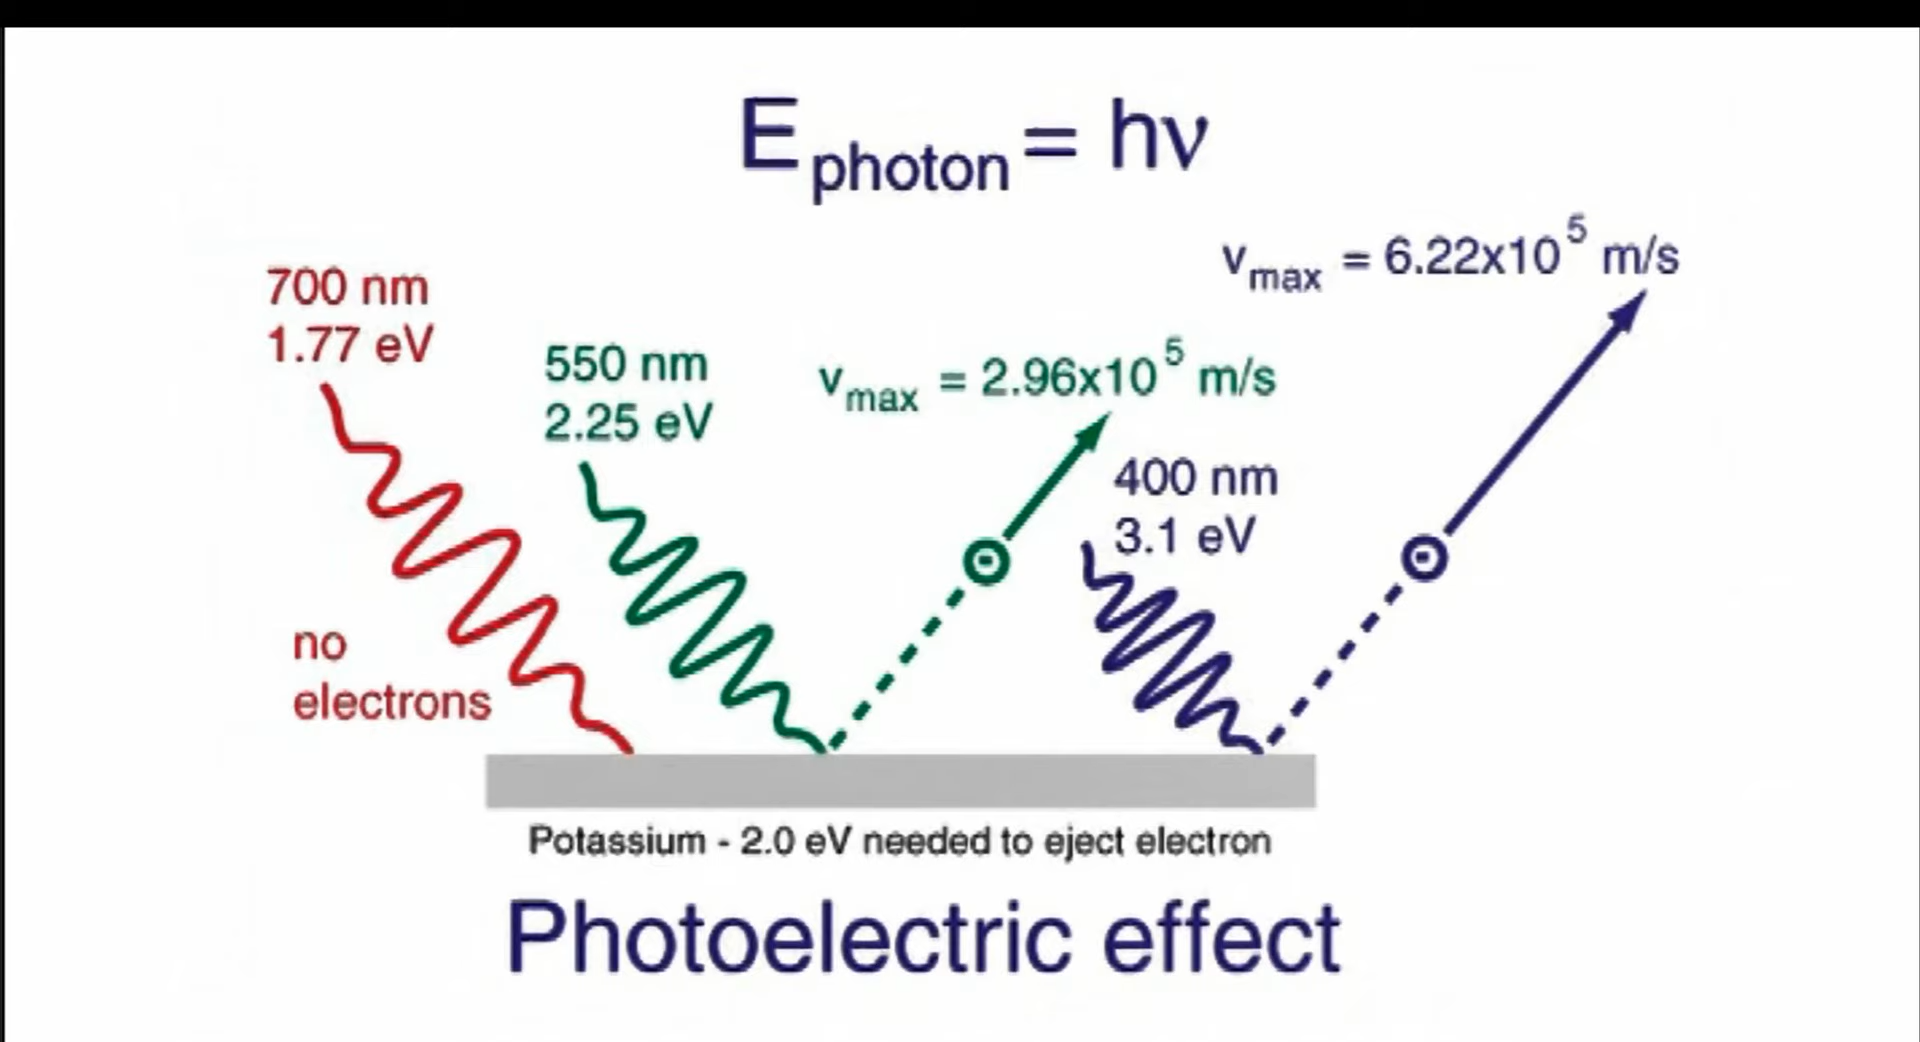 E photon = hν
v max = 6.22x10 5 m/s
700 nm
1.77 eV
550 nm
2.25 eV
v max = 2.96x10 5 m/s
400 nm
3.1 eV
no
electrons
Potassium - 2.0 eV needed to eject electron
Photoelectric effect